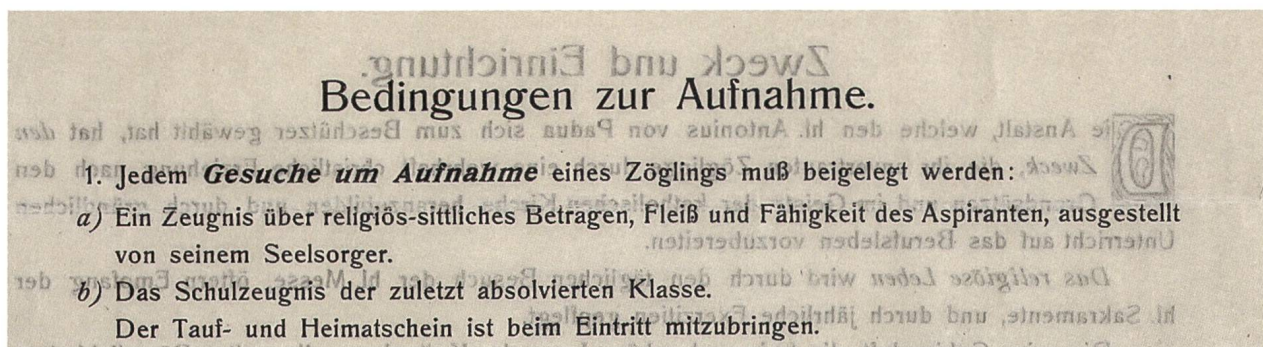 Bedingungen zur Aufnahme.
1. Jedem Gesuche um Aufnahme eines Zöglings muß beigelegt werden:
a) Ein Zeugnis über religiös-sittliches Betragen, Fleiß und Fähigkeit des Aspiranten, ausgestellt
von seinem Seelsorger.
b) Das Schulzeugnis der zuletzt absolvierten Klasse.
Der Tauf- und Heimatschein ist beim Eintritt mitzubringen.